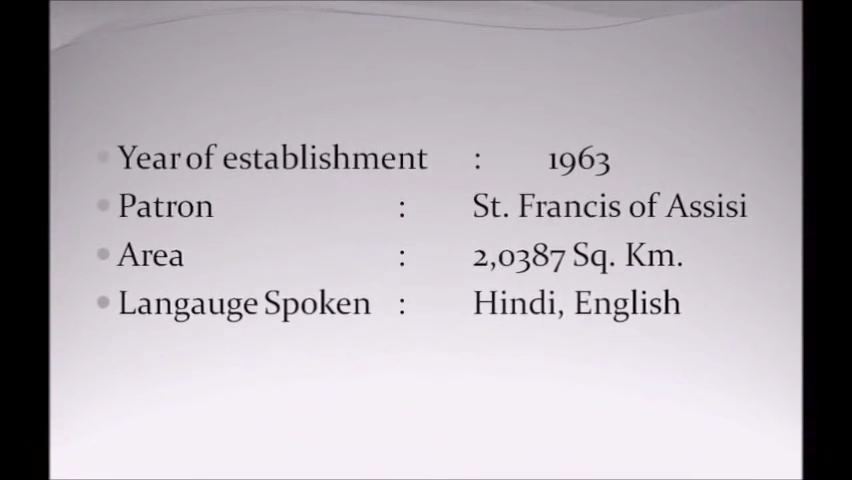 Year of establishment : 1963
Patron : St. Francis of Assisi
Area : 2,0387 Sq. Km.
Langauge Spoken : Hindi, English